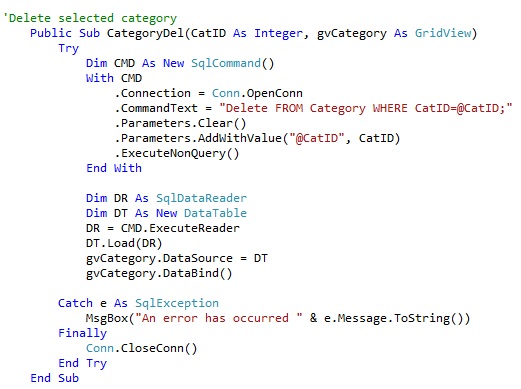 'Delete selected category
Public Sub CategoryDel(CatID As Integer, gvCategory As GridView)
Try
Dim CMD As New SqlCommand()
With CMD
.Connection = Conn.OpenConn
.CommandText = "Delete FROM Category WHERE CatID=@CatID;"
.Parameters.Clear()
.Parameters.AddWithValue("@CatID", CatID)
.ExecuteNonQuery()
End With
Dim DR As SqlDataReader
Dim DT As New DataTable
DR = CMD.ExecuteReader
DT.Load(DR)
gvCategory.DataSource = DT
gvCategory.DataBind()
Catch e As SqlException
MsgBox("An error has occurred " & e.Message.ToString())
Finally
Conn.CloseConn()
End Try
End Sub